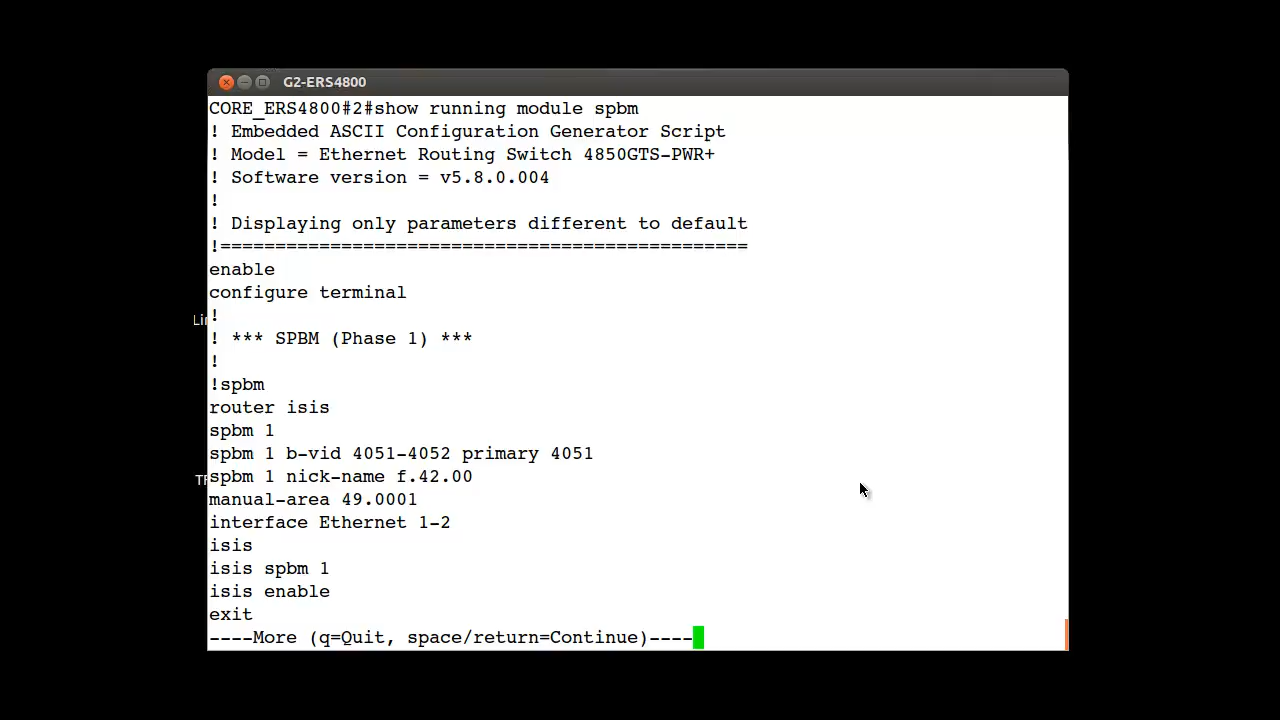 G2-ERS4800
CORE_ERS4800#2#show running module spbm
! Embedded ASCII Configuration Generator Script
! Model = Ethernet Routing Switch 4850GTS-PWR+
! Software version = v5.8.0.004
!
! Displaying only parameters different to default
!================================================
enable
configure terminal
!
! *** SPBM (Phase 1) ***
!
!spbm
router isis
spbm 1
spbm 1 b-vid 4051-4052 primary 4051
spbm 1 nick-name f.42.00
manual-area 49.0001
interface Ethernet 1-2
isis
isis spbm 1
isis enable
exit
----More (q=Quit, space/return=Continue)----